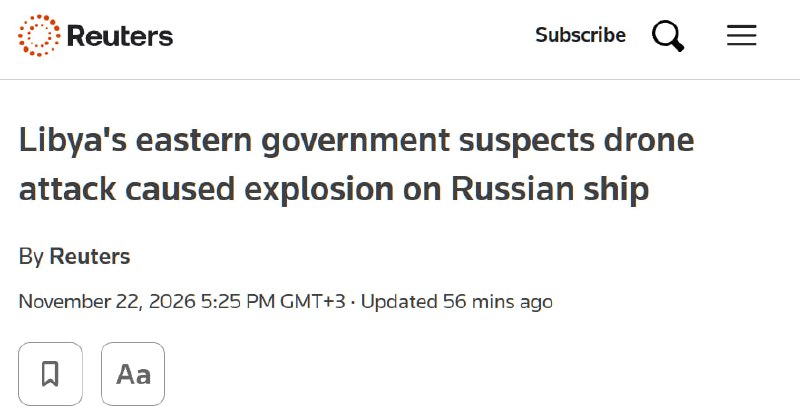 Reuters
Subscribe
Libya's eastern government suspects drone
attack caused explosion on Russian ship
By Reuters
November 22, 2026 5:25 PM GMT+3 · Updated 56 mins ago
Aa